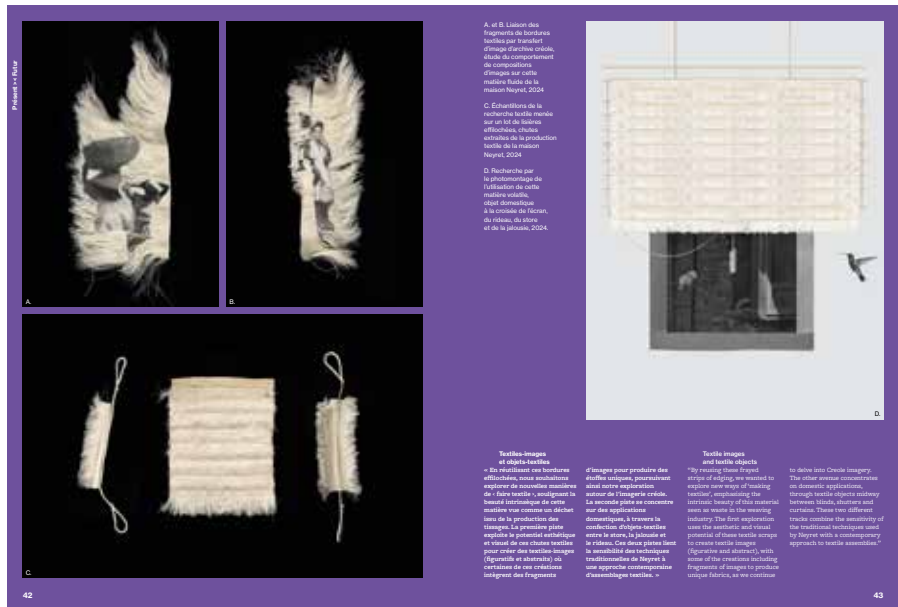 Présent >< Futur
A.
B.
C.
42
A. et B. Liaison des
fragments de bordures
textiles par transfert
d'image d'archive créole,
étude du comportement
de compositions
d'images sur cette
matière fluide de la
maison Neyret, 2024
C. Échantillons de la
recherche textile menée
sur un lot de lisières
effilochées, chutes
extraites de la production
textile de la maison
Neyret, 2024
D. Recherche par
le photomontage de
l'utilisation de cette
matière volatile,
objet domestique
à la croisée de l'écran,
du rideau, du store
et de la jalousie, 2024.
D.
Textiles-images
et objets-textiles
« En réutilisant ces bordures
effilochées, nous souhaitons
explorer de nouvelles manières
de « faire textile », soulignant la
beauté intrinsèque de cette
matière vue comme un déchet
issu de la production des
tissages. La première piste
exploite le potentiel esthétique
et visuel de ces chutes textiles
pour créer des textiles-images
(figuratifs et abstraits) où
certaines de ces créations
intègrent des fragments
d'images pour produire des
étoffes uniques, poursuivant
ainsi notre exploration
autour de l'imagerie créole.
La seconde piste se concentre
sur des applications
domestiques, à travers la
confection d'objets-textiles
entre le store, la jalousie et
le rideau. Ces deux pistes lient
la sensibilité des techniques
traditionnelles de Neyret à
une approche contemporaine
d'assemblages textiles. »
Textile images
and textile objects
"By reusing these frayed
strips of edging, we wanted to
explore new ways of 'making
textiles', emphasising the
intrinsic beauty of this material
seen as waste in the weaving
industry. The first exploration
uses the aesthetic and visual
potential of these textile scraps
to create textile images
(figurative and abstract), with
some of the creations including
fragments of images to produce
unique fabrics, as we continue
to delve into Creole imagery.
The other avenue concentrates
on domestic applications,
through textile objects midway
between blinds, shutters and
curtains. These two different
tracks combine the sensitivity of
the traditional techniques used
by Neyret with a contemporary
approach to textile assemblies."
43